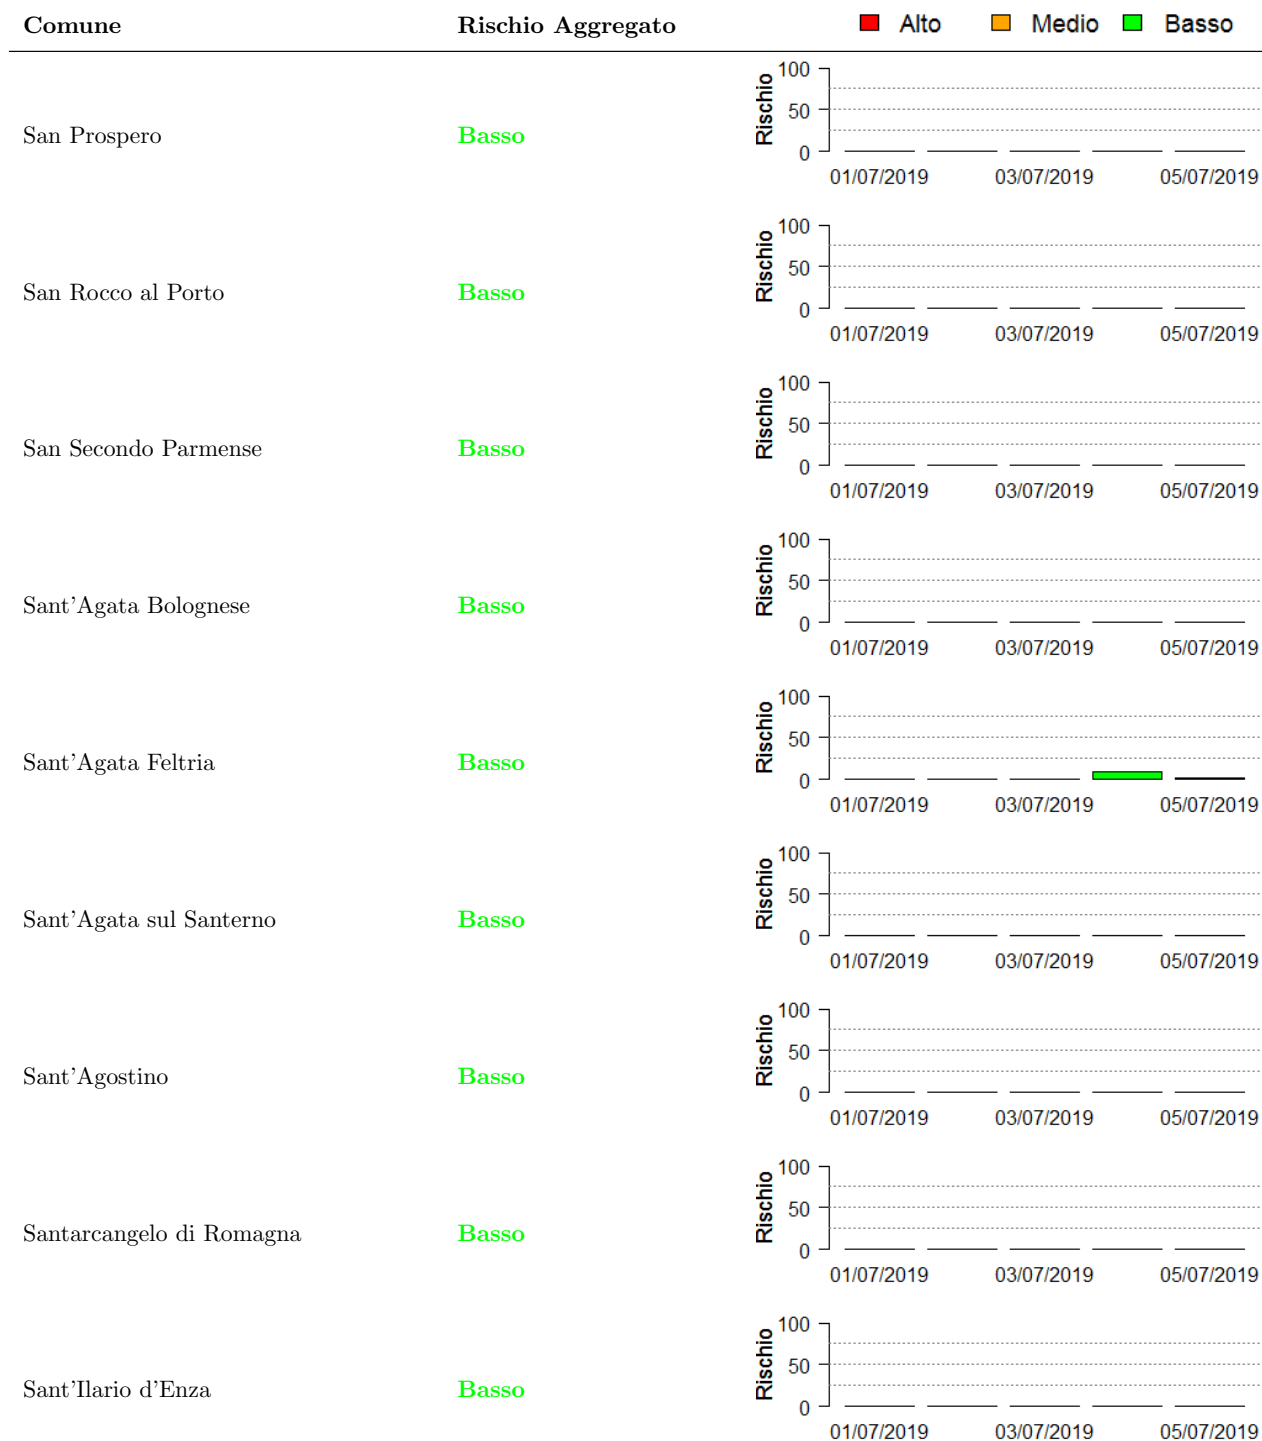 Comune Rischio Aggregato Alto Medio Basso
San Prospero Basso Rischio 100 50 0
01/07/2019 03/07/2019 05/07/2019
San Rocco al Porto Basso Rischio 100 50 0
01/07/2019 03/07/2019 05/07/2019
San Secondo Parmense Basso Rischio 100 50 0
01/07/2019 03/07/2019 05/07/2019
Sant'Agata Bolognese Basso Rischio 100 50 0
01/07/2019 03/07/2019 05/07/2019
Sant'Agata Feltria Basso Rischio 100 50 0
01/07/2019 03/07/2019 05/07/2019
Sant'Agata sul Santerno Basso Rischio 100 50 0
01/07/2019 03/07/2019 05/07/2019
Sant'Agostino Basso Rischio 100 50 0
01/07/2019 03/07/2019 05/07/2019
Santarcangelo di Romagna Basso Rischio 100 50 0
01/07/2019 03/07/2019 05/07/2019
Sant'Ilario d'Enza Basso Rischio 100 50 0
01/07/2019 03/07/2019 05/07/2019